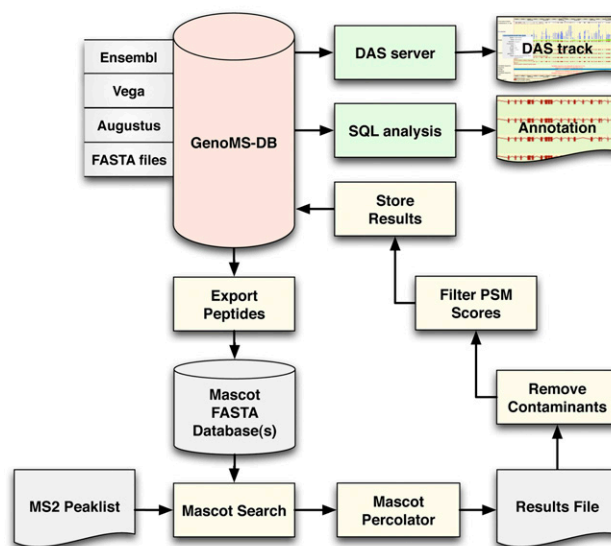 Ensembl
Vega
Augustus
FASTA files
GenoMS-DB
DAS server
DAS track
SQL analysis
Annotation
Store
Results
Export
Peptides
Filter PSM
Scores
Mascot
FASTA
Database(s)
Remove
Contaminants
MS2 Peaklist
Mascot Search
Mascot
Percolator
Results File